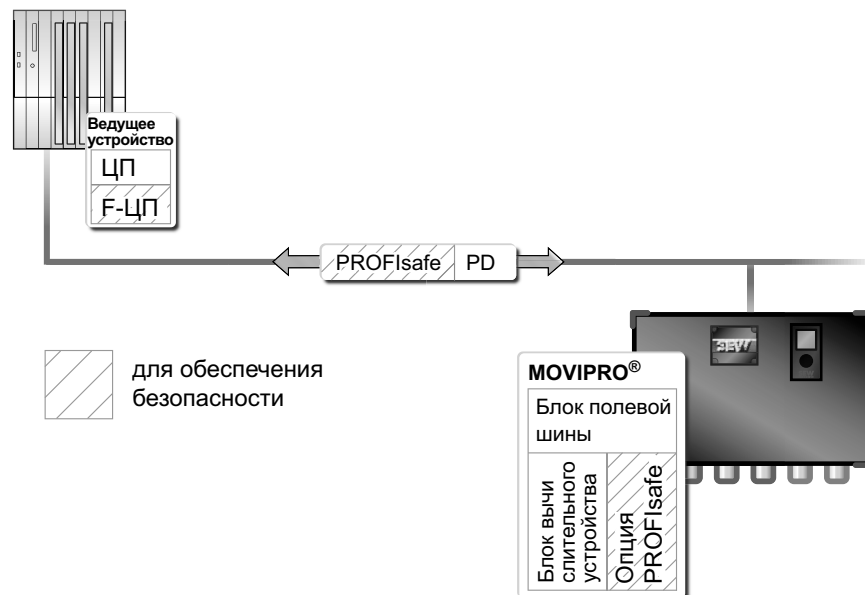 Ведущее
устройство
ЦП
F-ЦП
PROFIsafe
PD
для обеспечения
безопасности
MOVIPRO®
Блок полевой
шины
Блок вычи
слительного
устройства
Опция
PROFIsafe